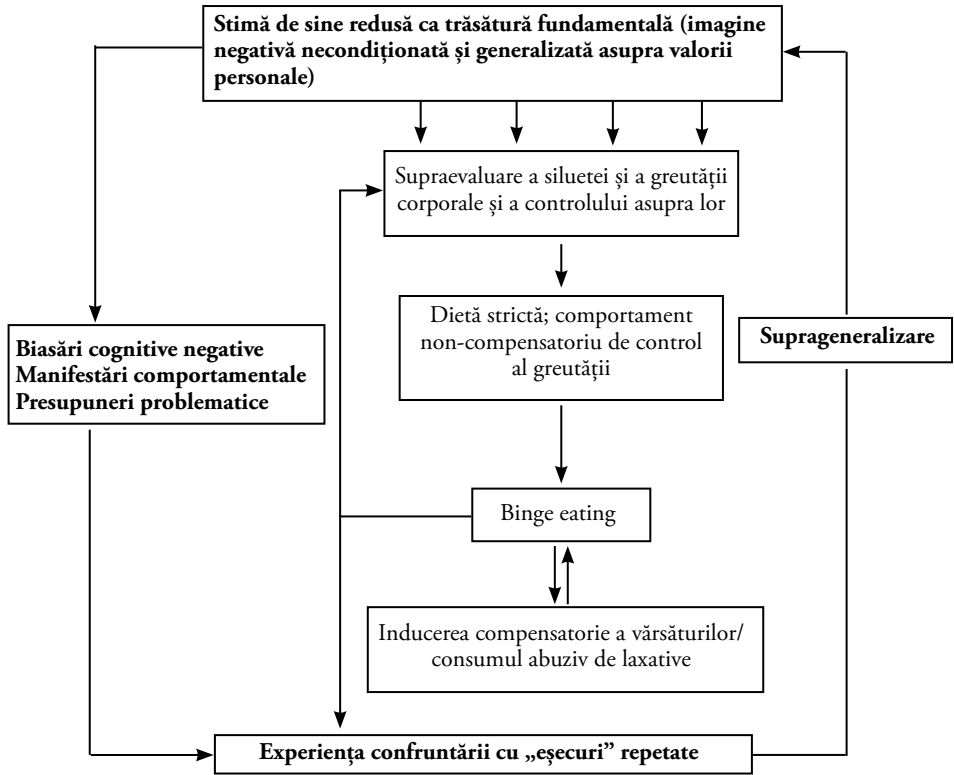 Stimă de sine redusă ca trăsătură fundamentală (imagine
negativă necondiționată și generalizată asupra valorii
personale)
Supraevaluare a siluetei și a greutății
corporale și a controlului asupra lor
Dietă strictă; comportament
non-compensatoriu de control
al greutății
Suprageneralizare
Biasări cognitive negative
Manifestări comportamentale
Presupuneri problematice
Binge eating
Inducerea compensatorie a vărsăturilor/
consumul abuziv de laxative
Experiența confruntării cu „eșecuri” repetate